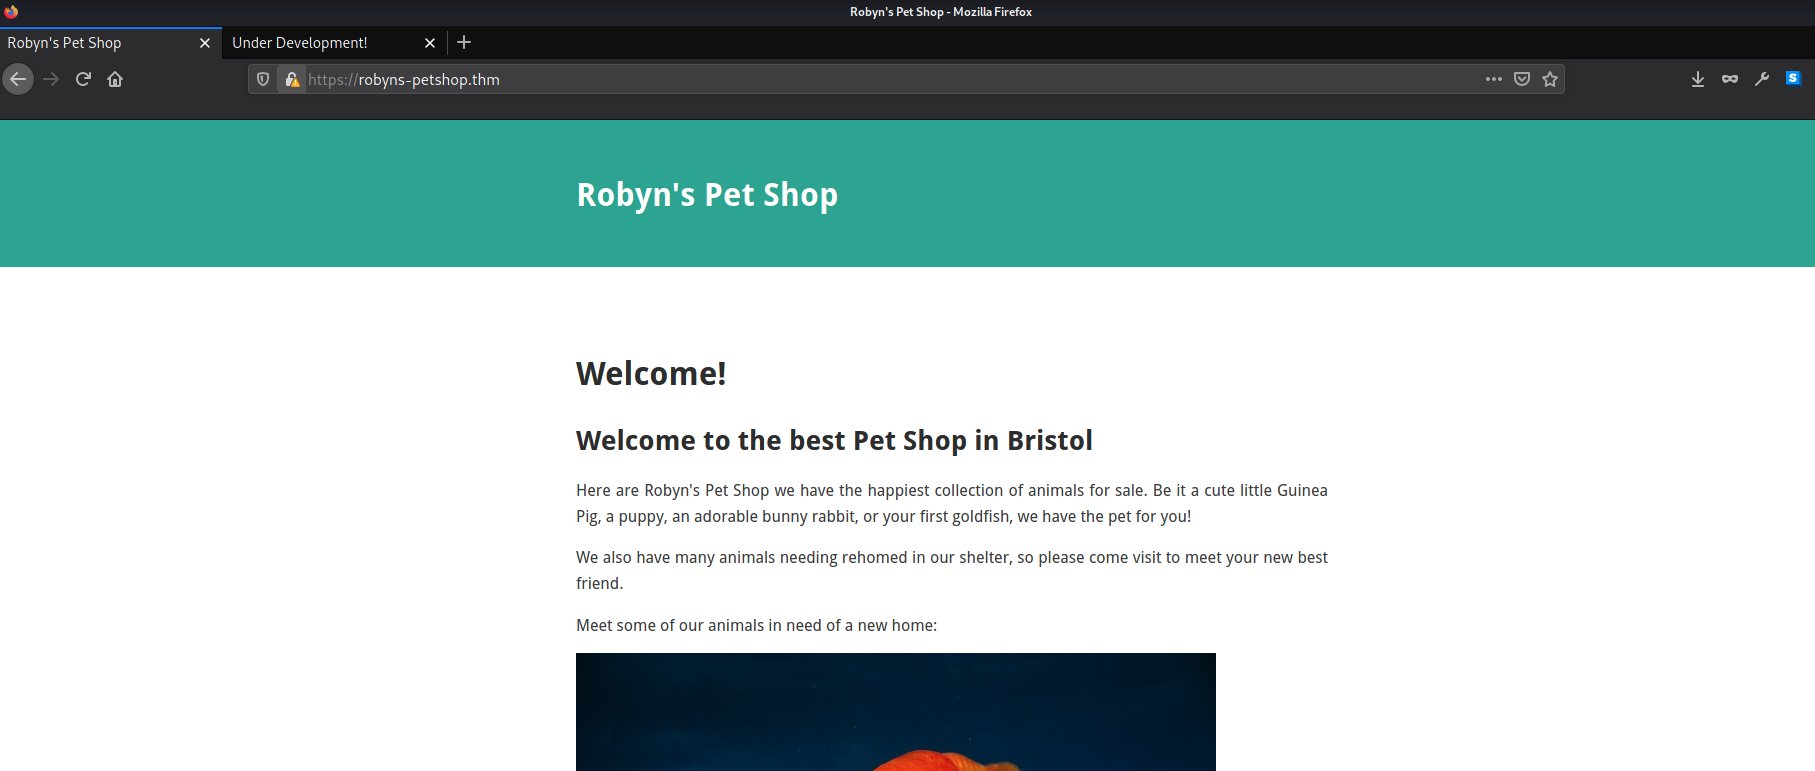 Robyn's Pet Shop - Mozilla Firefox
Robyn's Pet Shop
Under Development!
https://robyns-petshop.thm
Robyn's Pet Shop
Welcome!
Welcome to the best Pet Shop in Bristol
Here are Robyn's Pet Shop we have the happiest collection of animals for sale. Be it a cute little Guinea
Pig, a puppy, an adorable bunny rabbit, or your first goldfish, we have the pet for you!
We also have many animals needing rehomed in our shelter, so please come visit to meet your new best
friend.
Meet some of our animals in need of a new home: